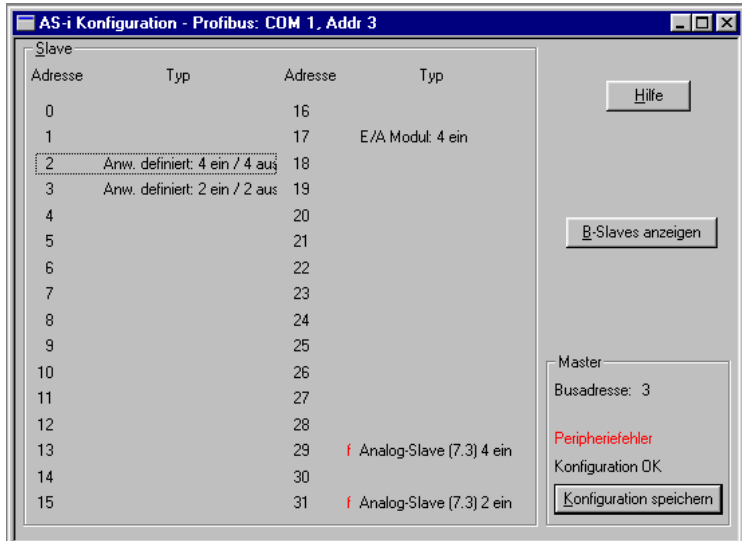 AS-i Konfiguration - Profibus: COM 1, Addr 3
Slave
Adresse Typ Adresse Typ
0 16
1 17 E/A Modul: 4 ein
2 Anw. definiert: 4 ein / 4 aus 18
3 Anw. definiert: 2 ein / 2 aus 19
4 20
5 21
6 22
7 23
8 24
9 25
10 26
11 27
12 28
13 29 f Analog-Slave (7.3) 4 ein
14 30
15 31 f Analog-Slave (7.3) 2 ein
Hilfe
B-Slaves anzeigen
Master
Busadresse: 3
Peripheriefehler
Konfiguration OK
Konfiguration speichern